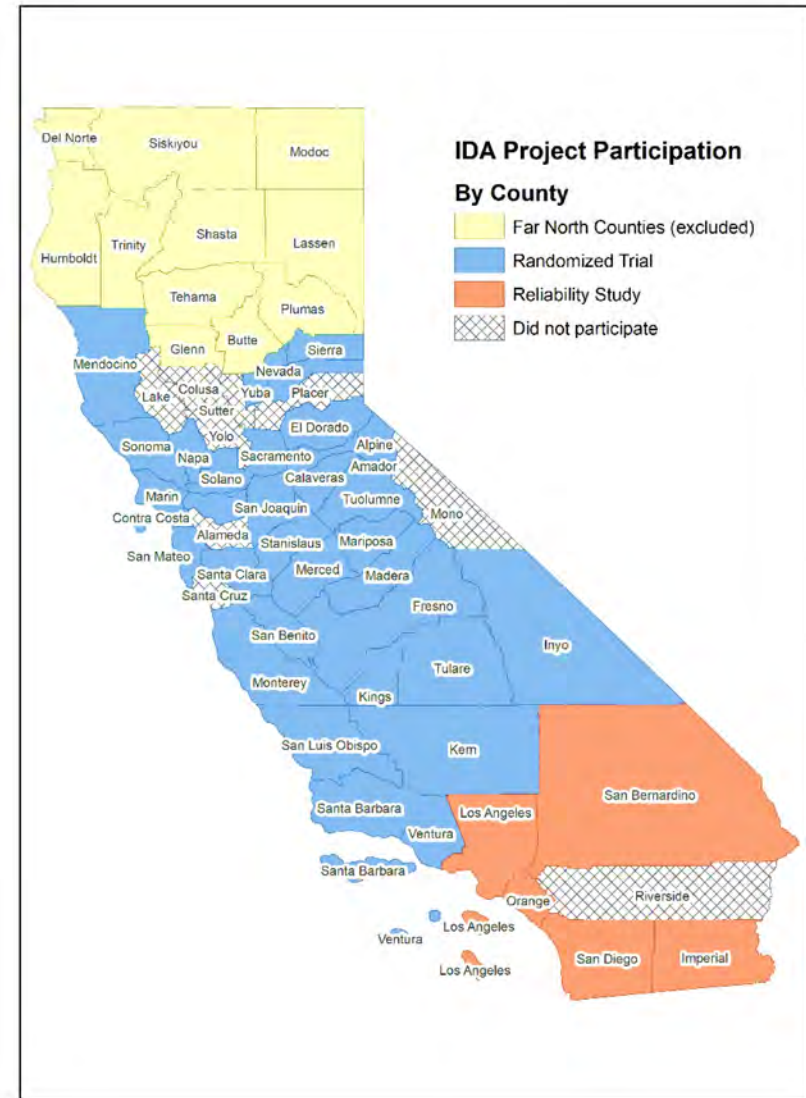 IDA Project Participation
By County
Far North Counties (excluded)
Randomized Trial
Reliability Study
Did not participate
Del Norte
Siskiyou
Modoc
Humboldt
Trinity
Shasta
Lassen
Tehama
Plumas
Glenn
Butte
Mendocino
Sierra
Nevada
Lake
Colusa
Yuba
Placer
Sutter
Yolo
El Dorado
Sonoma
Napa
Sacramento
Alpine
Amador
Solano
Calaveras
Marin
Tuolumne
Contra Costa
San Joaquin
Mono
Alameda
Stanislaus
Mariposa
San Mateo
Santa Clara
Merced
Madera
Santa Cruz
Fresno
San Benito
Inyo
Tulare
Monterey
Kings
San Luis Obispo
Kern
San Bernardino
Santa Barbara
Los Angeles
Ventura
Santa Barbara
Riverside
Orange
Los Angeles
Ventura
San Diego
Imperial
Los Angeles